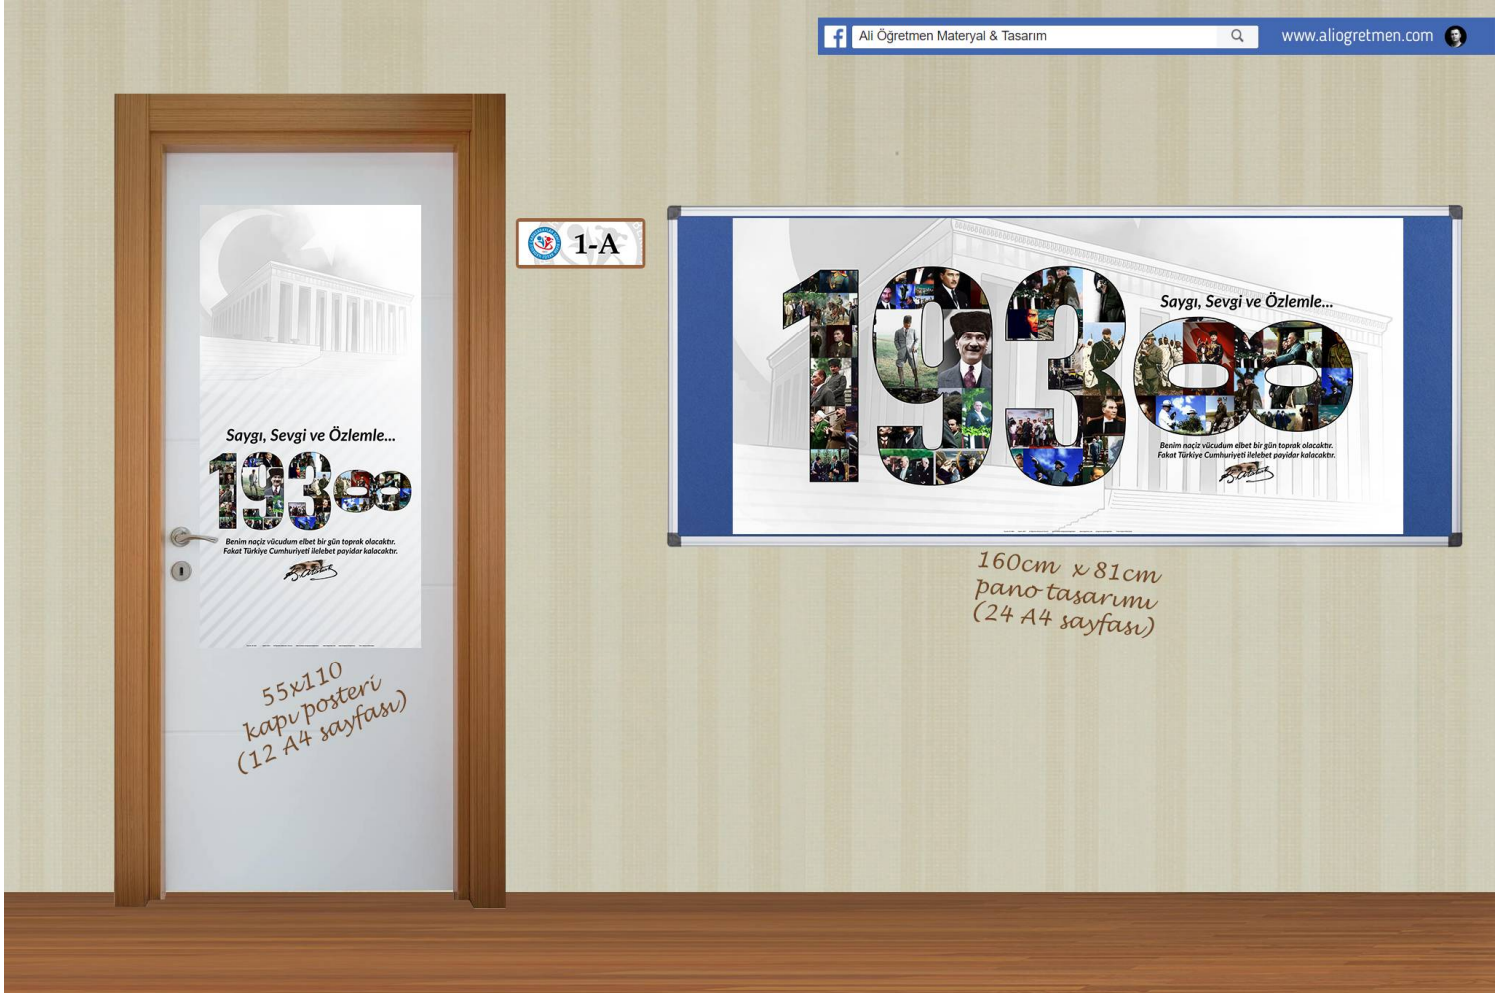 Ali Öğretmen Materyal & Tasarım
www.aliogretmen.com
1-A
Saygı, Sevgi ve Özlemle...
1938
Benim naçiz vücudum elbet bir gün toprak olacaktır.
Fakat Türkiye Cumhuriyeti ilelebet payidar kalacaktır.
K. Atatürk
55x110
kapı posteri
(12 A4 sayfası)
Saygı, Sevgi ve Özlemle...
1938
Benim naçiz vücudum elbet bir gün toprak olacaktır.
Fakat Türkiye Cumhuriyeti ilelebet payidar kalacaktır.
K. Atatürk
160cm x 81cm
pano tasarımı
(24 A4 sayfası)